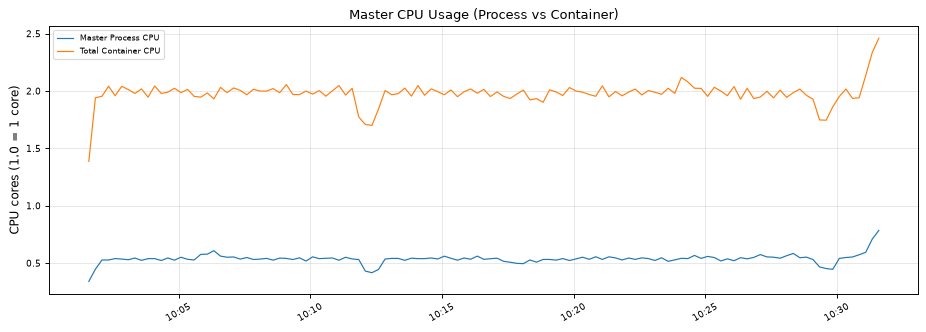 Master CPU Usage (Process vs Container)
Master Process CPU
Total Container CPU
CPU cores (1.0 = 1 core)
2.5
2.0
1.5
1.0
0.5
10:05
10:10
10:15
10:20
10:25
10:30